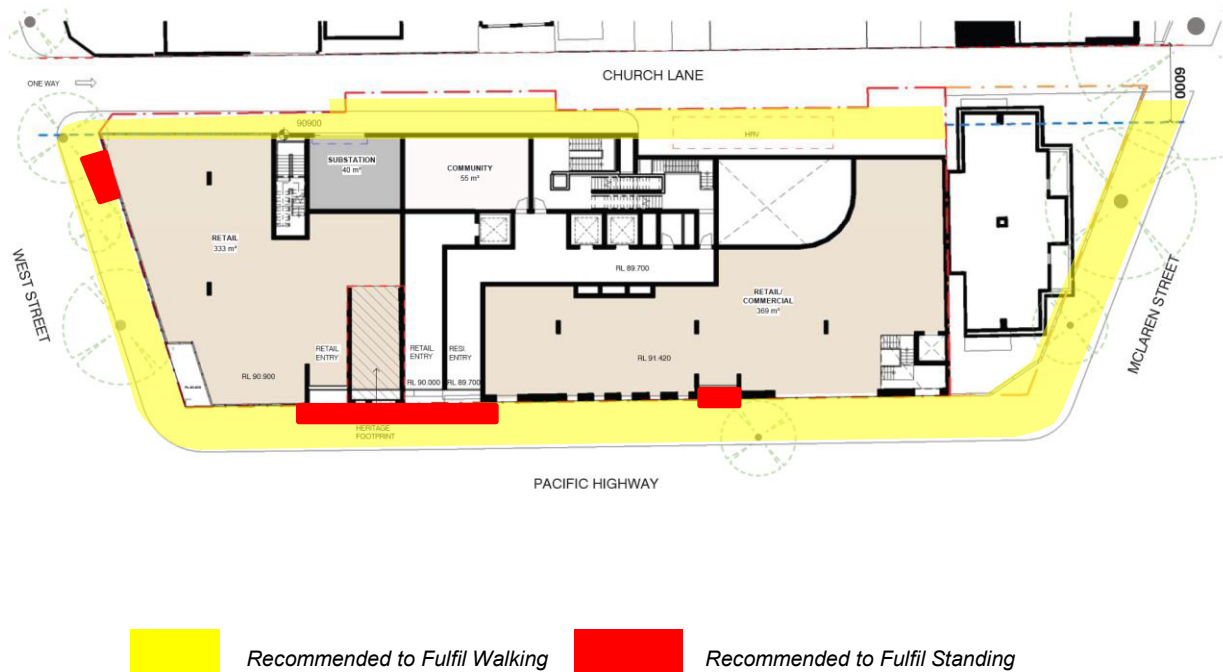 CHURCH LANE
ONE WAY
6000
90900
HRV
SUBSTATION
40 m²
COMMUNITY
55 m²
RETAIL
333 m²
WEST STREET
RL 89.700
RETAIL/
COMMERCIAL
369 m²
MCLAREN STREET
RETAIL
ENTRY
RETAIL
ENTRY
RESI.
ENTRY
RL 91.420
RL 90.900
RL 90.000
RL 89.700
HERITAGE
FOOTPRINT
PACIFIC HIGHWAY
Recommended to Fulfil Walking
Recommended to Fulfil Standing